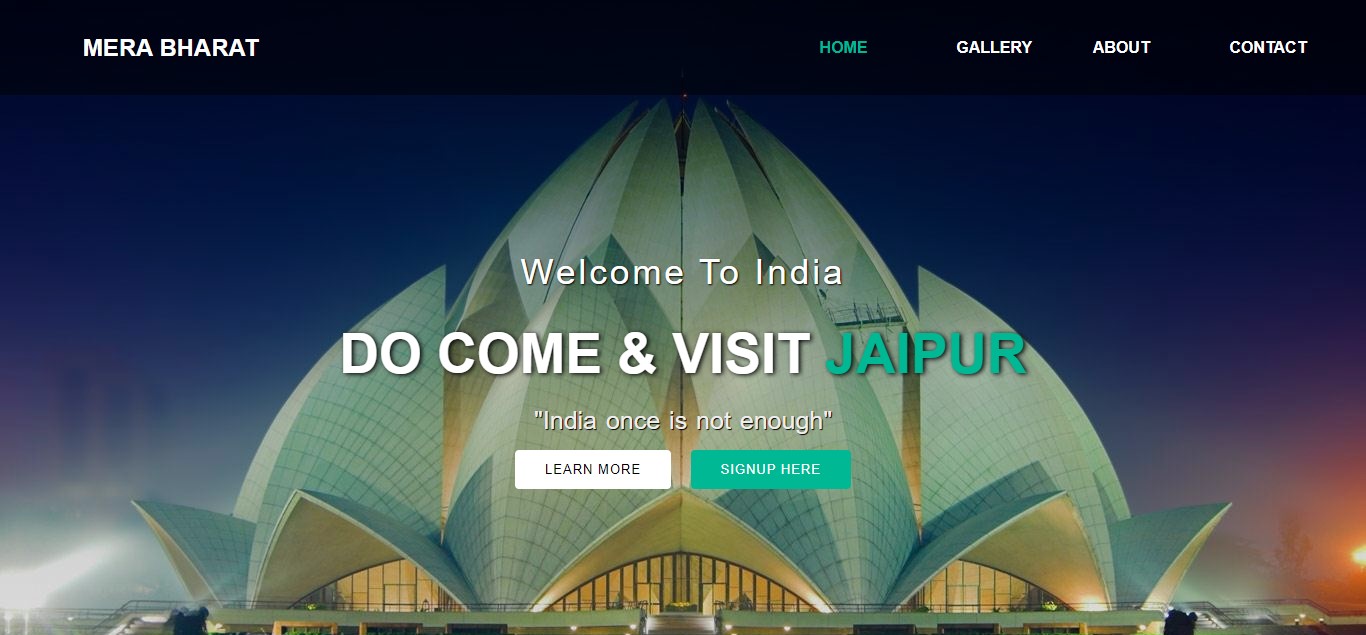 MERA BHARAT
HOME GALLERY ABOUT CONTACT
Welcome To India
DO COME & VISIT JAIPUR
"India once is not enough"
LEARN MORE SIGNUP HERE